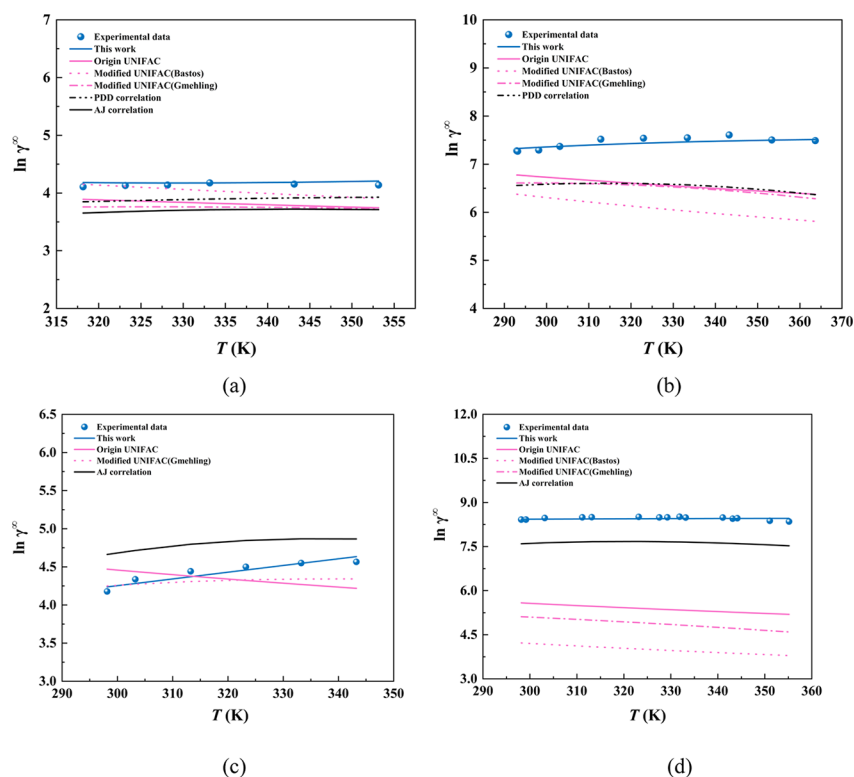 7
6
5
4
3
2
ln γ∞
Experimental data
This work
Origin UNIFAC
Modified UNIFAC(Bastos)
Modified UNIFAC(Gmehling)
PDD correlation
AJ correlation
315 320 325 330 335 340 345 350 355
T (K)
(a)
10
9
8
7
6
5
4
ln γ∞
Experimental data
This work
Origin UNIFAC
Modified UNIFAC(Bastos)
Modified UNIFAC(Gmehling)
PDD correlation
290 300 310 320 330 340 350 360 370
T (K)
(b)
6.5
6.0
5.5
5.0
4.5
4.0
3.5
3.0
ln γ∞
Experimental data
This work
Origin UNIFAC
Modified UNIFAC(Gmehling)
AJ correlation
290 300 310 320 330 340 350
T (K)
(c)
12.0
10.5
9.0
7.5
6.0
4.5
3.0
ln γ∞
Experimental data
This work
Origin UNIFAC
Modified UNIFAC(Bastos)
Modified UNIFAC(Gmehling)
AJ correlation
290 300 310 320 330 340 350 360
T (K)
(d)